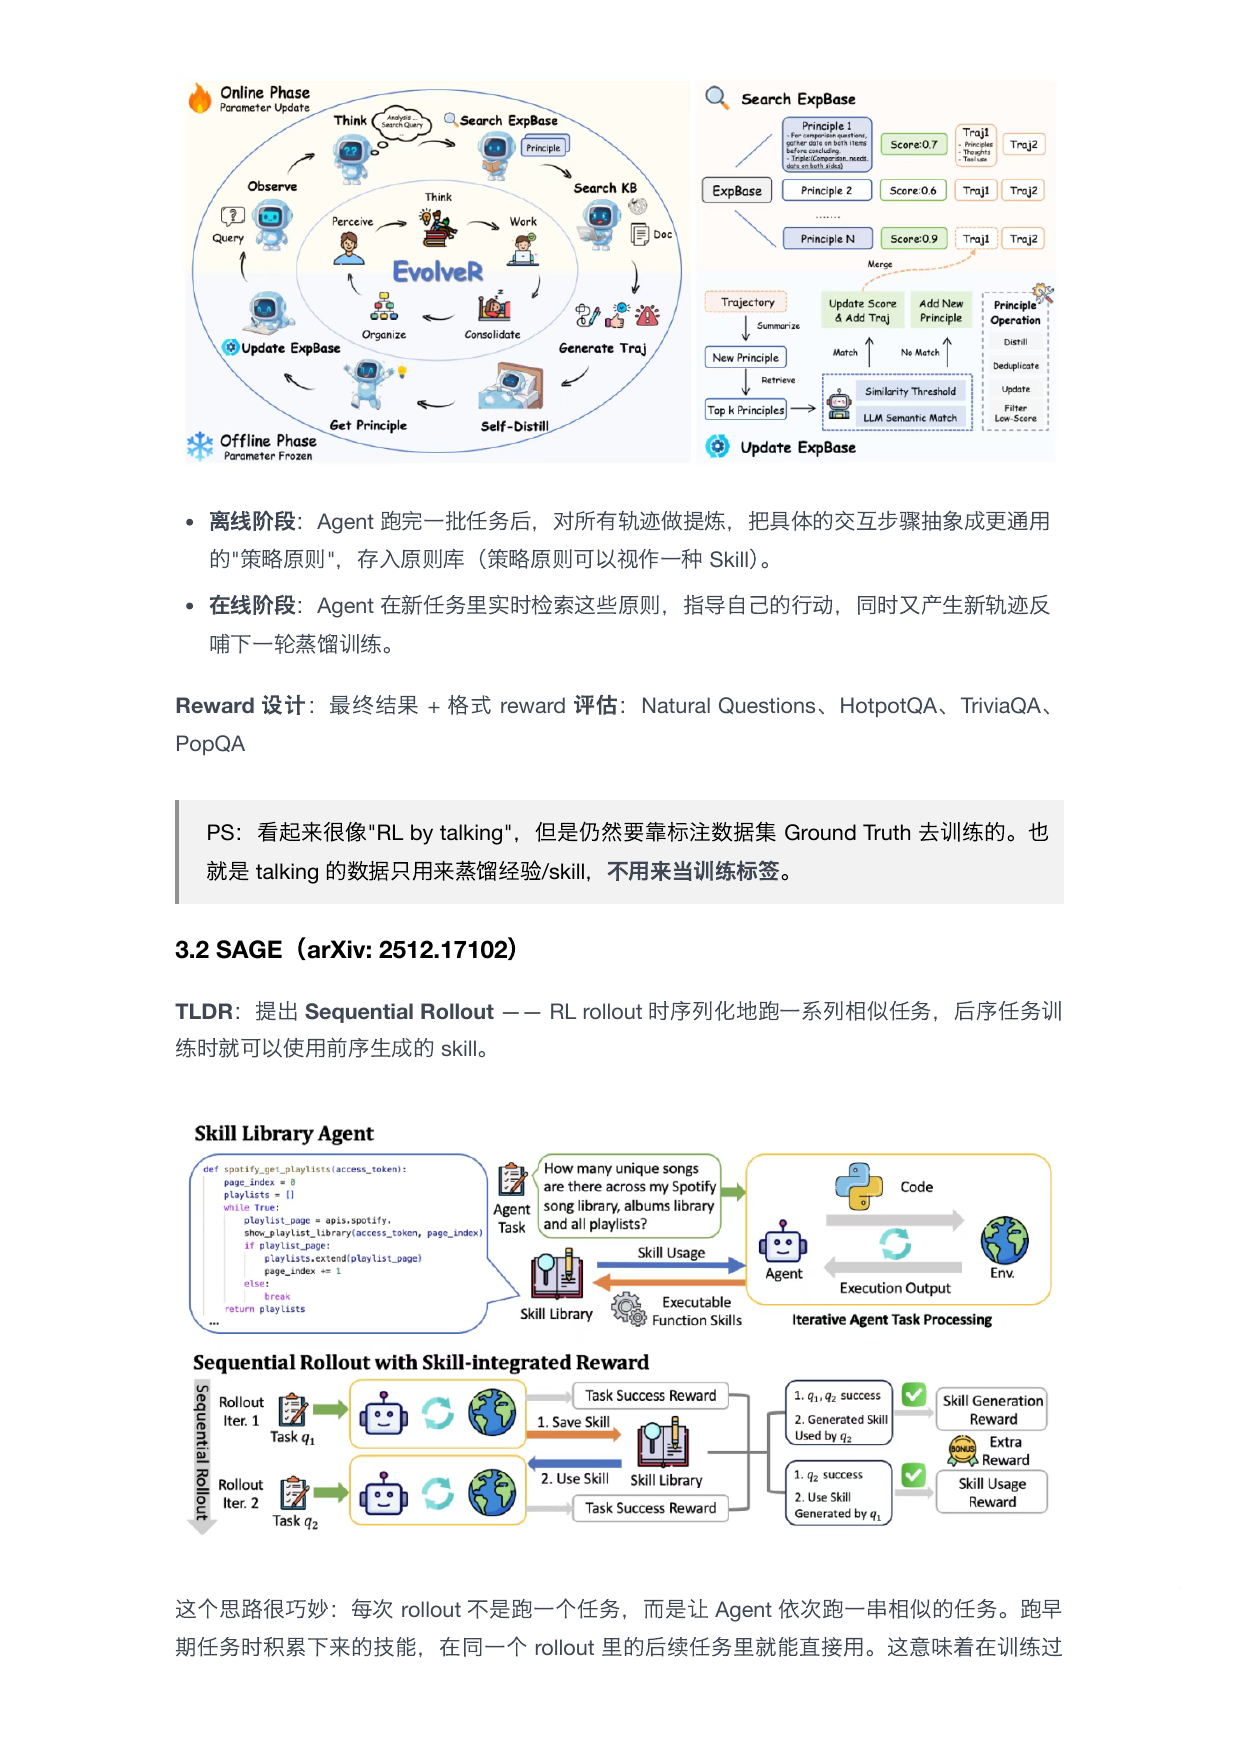 Online Phase
Parameter Update
Think
Analysis ...
Search Query ...
Search ExpBase
Principle
Observe
Search KB
Query
Doc
Perceive
Think
Work
EvolveR
Organize
Consolidate
Update ExpBase
Generate Traj
Get Principle
Self-Distill
Offline Phase
Parameter Frozen
Search ExpBase
ExpBase
Principle 1
- For comparison questions,
gather data on both items
before concluding.
- Triple:(Comparison, needs,
data on both sides)
Score:0.7
Traj1
- Principles
- Thoughts
- Tool use
Traj2
Principle 2
Score:0.6
Traj1
Traj2
.......
Principle N
Score:0.9
Traj1
Traj2
Merge
Trajectory
Summarize
New Principle
Retrieve
Top k Principles
Update Score
& Add Traj
Add New
Principle
Match
No Match
Similarity Threshold
LLM Semantic Match
Principle
Operation
Distill
Deduplicate
Update
Filter
Low-Score
Update ExpBase
• 离线阶段：Agent 跑完一批任务后，对所有轨迹做提炼，把具体的交互步骤抽象成更通用
的"策略原则"，存入原则库（策略原则可以视作一种 Skill）。
• 在线阶段：Agent 在新任务里实时检索这些原则，指导自己的行动，同时又产生新轨迹反
哺下一轮蒸馏训练。
Reward 设计：最终结果 + 格式 reward 评估：Natural Questions、HotpotQA、TriviaQA、
PopQA
PS：看起来很像"RL by talking"，但是仍然要靠标注数据集 Ground Truth 去训练的。也
就是 talking 的数据只用来蒸馏经验/skill，不用来当训练标签。
3.2 SAGE（arXiv: 2512.17102）
TLDR：提出 Sequential Rollout —— RL rollout 时序列化地跑一系列相似任务，后序任务训
练时就可以使用前序生成的 skill。
Skill Library Agent
def spotify_get_playlists(access_token):
page_index = 0
playlists = []
while True:
playlist_page = apis.spotify.
show_playlist_library(access_token, page_index)
if playlist_page:
playlists.extend(playlist_page)
page_index += 1
else:
break
return playlists
...
Agent
Task
How many unique songs
are there across my Spotify
song library, albums library
and all playlists?
Skill Usage
Skill Library
Executable
Function Skills
Code
Agent
Env.
Execution Output
Iterative Agent Task Processing
Sequential Rollout with Skill-integrated Reward
Sequential Rollout
Rollout
Iter. 1
Task q1
Rollout
Iter. 2
Task q2
Task Success Reward
1. Save Skill
2. Use Skill
Skill Library
Task Success Reward
1. q1, q2 success
2. Generated Skill
Used by q2
1. q2 success
2. Use Skill
Generated by q1
Skill Generation
Reward
BONUS
Extra
Reward
Skill Usage
Reward
这个思路很巧妙：每次 rollout 不是跑一个任务，而是让 Agent 依次跑一串相似的任务。跑早
期任务时积累下来的技能，在同一个 rollout 里的后续任务里就能直接用。这意味着在训练过